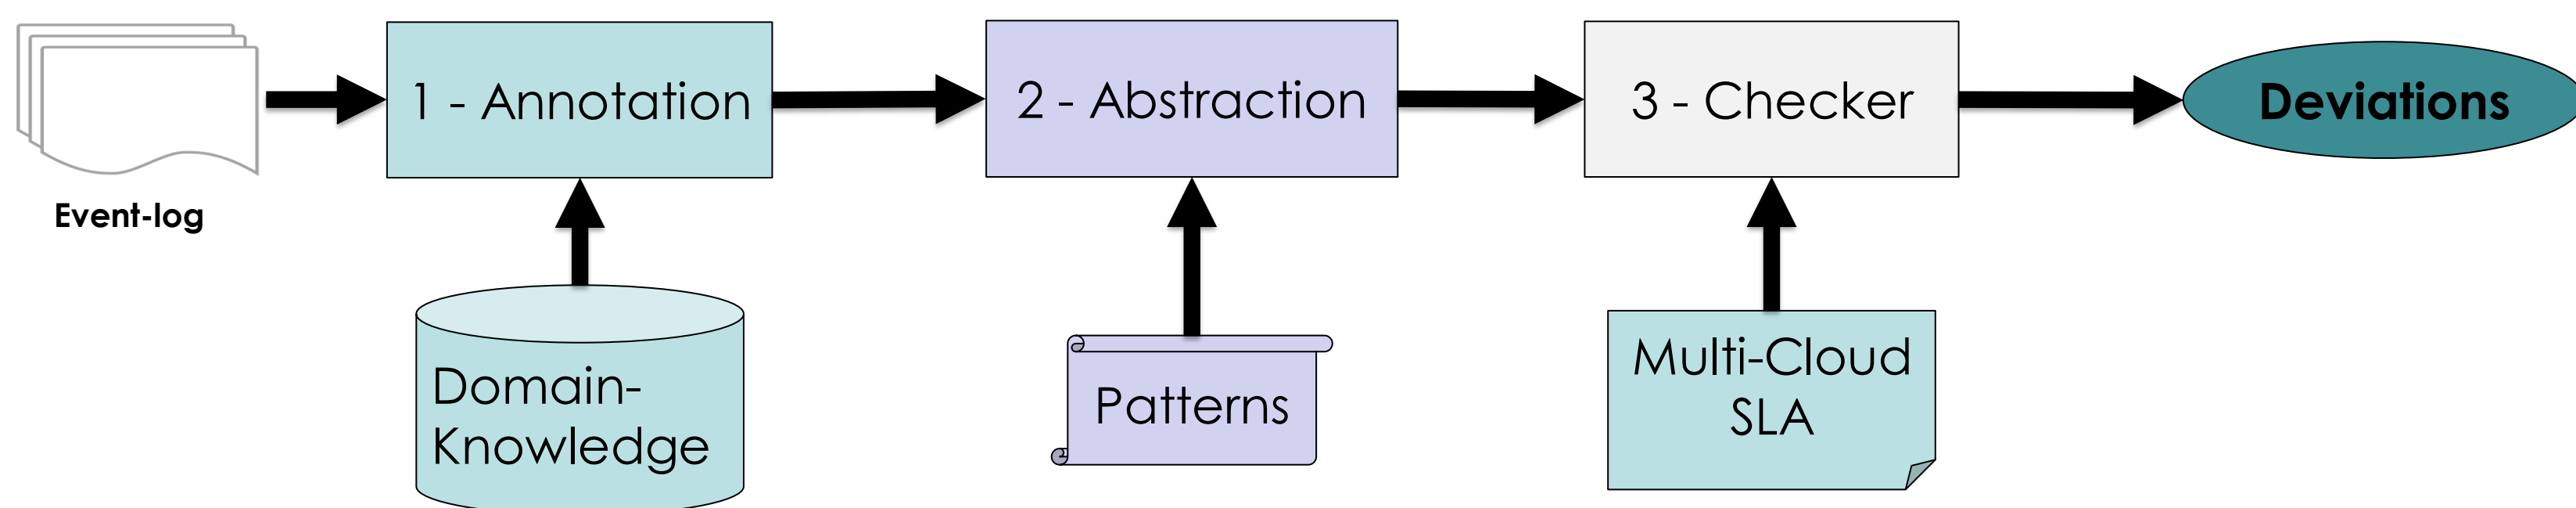 1 - Annotation
2 - Abstraction
3 - Checker
Deviations
Event-log
Domain-
Knowledge
Patterns
Multi-Cloud
SLA